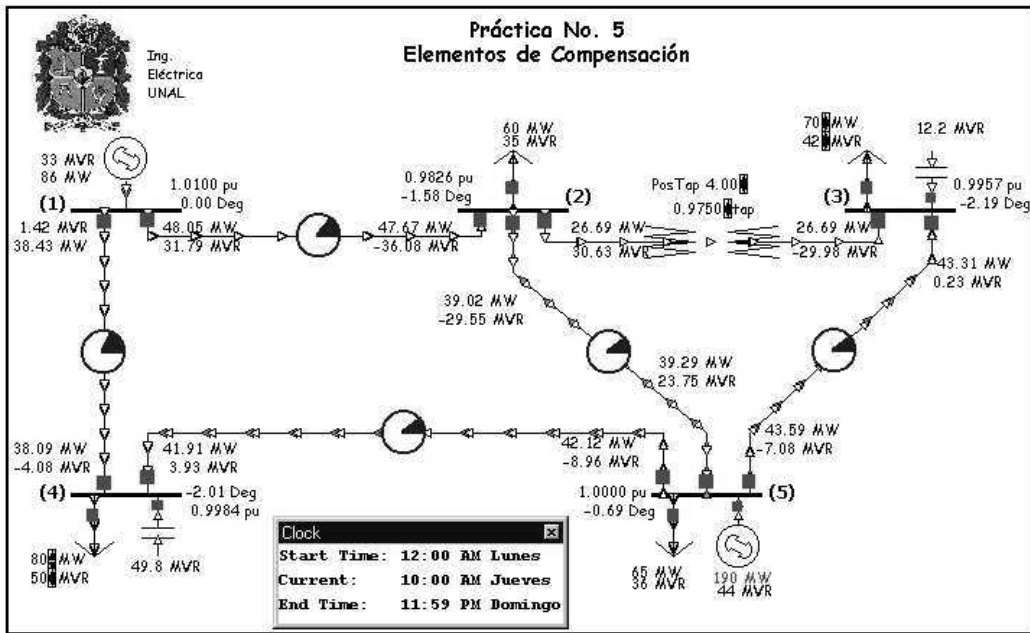 Práctica No. 5
Elementos de Compensación
Ing.
Eléctrica
UNAL
33 MVR
86 MW
(1)
1.0100 pu
0.00 Deg
1.42 MVR
38.43 MW
48.05 MW
31.79 MVR
47.67 MW
-36.08 MVR
60 MW
35 MVR
0.9826 pu
-1.58 Deg
(2)
PosTap 4.00
0.9750 tap
26.69 MW
30.63 MVR
26.69 MW
-29.98 MVR
70 MW
42 MVR
12.2 MVR
(3)
0.9957 pu
-2.19 Deg
43.31 MW
0.23 MVR
39.02 MW
-29.55 MVR
39.29 MW
23.75 MVR
43.59 MW
-7.08 MVR
38.09 MW
-4.08 MVR
41.91 MW
3.93 MVR
42.12 MW
-8.96 MVR
(4)
-2.01 Deg
0.9984 pu
80 MW
50 MVR
49.8 MVR
1.0000 pu
-0.69 Deg
(5)
65 MW
36 MVR
190 MW
44 MVR
Clock
Start Time: 12:00 AM Lunes
Current: 10:00 AM Jueves
End Time: 11:59 PM Domingo